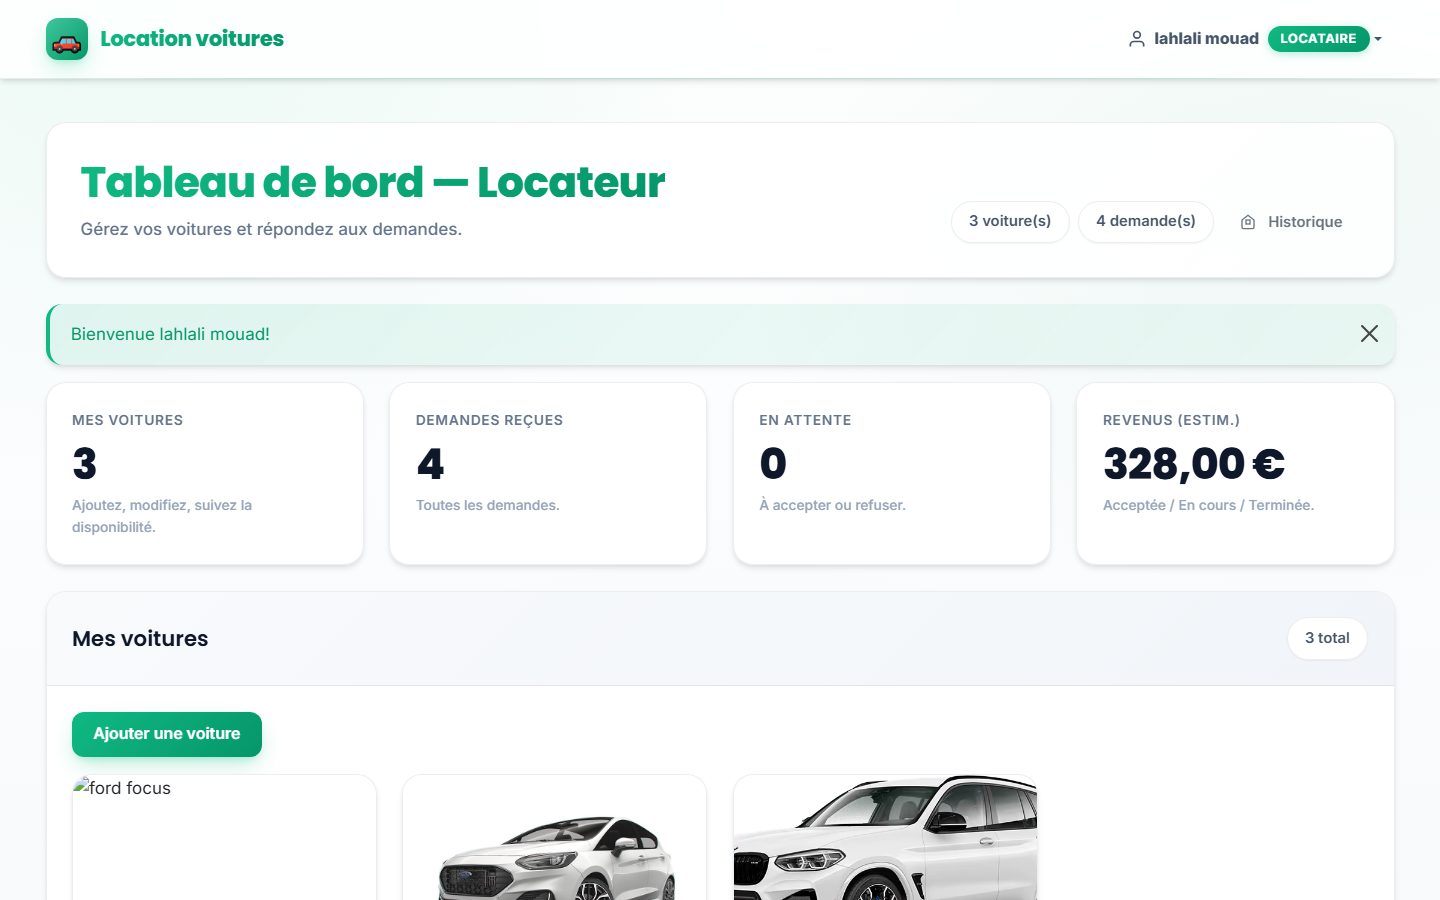 Location voitures
lahlali mouad LOCATAIRE
Tableau de bord — Locateur
Gérez vos voitures et répondez aux demandes.
3 voiture(s) 4 demande(s) Historique
Bienvenue lahlali mouad!
MES VOITURES
3
Ajoutez, modifiez, suivez la
disponibilité.
DEMANDES REÇUES
4
Toutes les demandes.
EN ATTENTE
0
À accepter ou refuser.
REVENUS (ESTIM.)
328,00 €
Acceptée / En cours / Terminée.
Mes voitures
3 total
Ajouter une voiture
ford focus